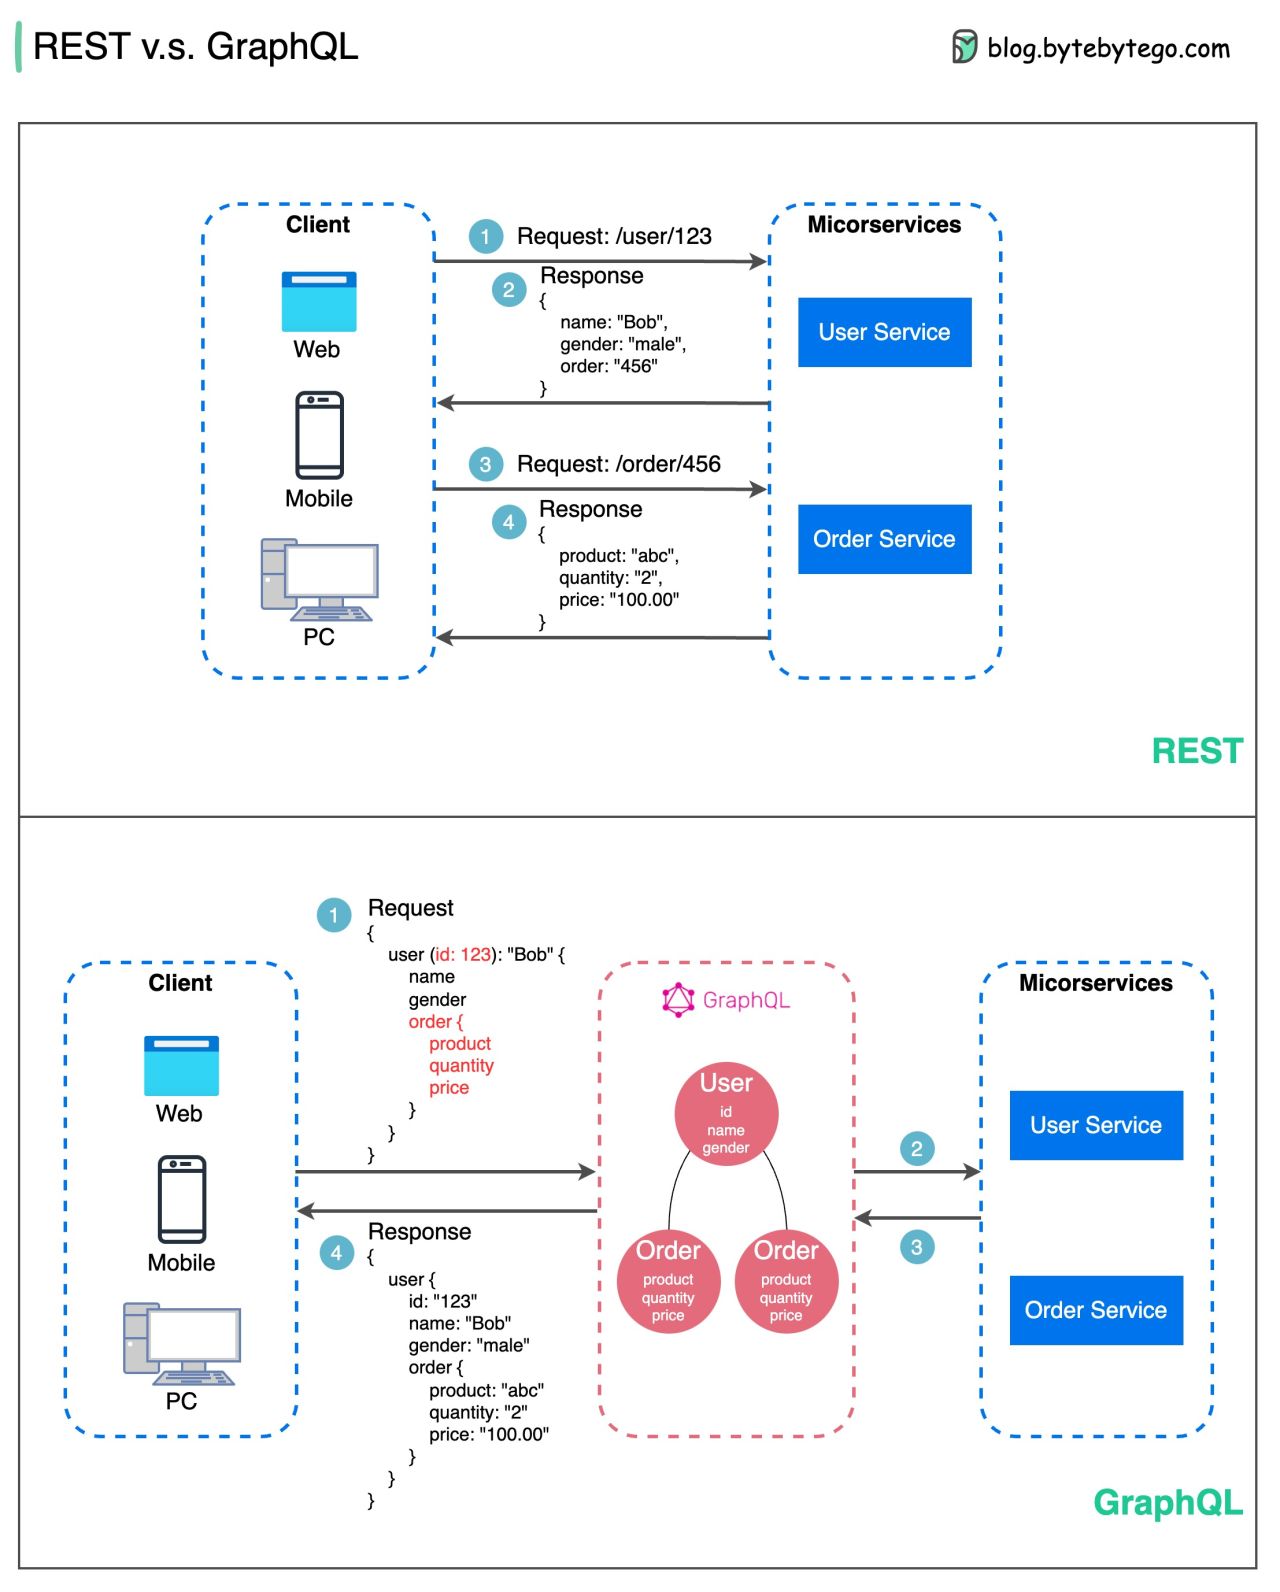 REST v.s. GraphQL
blog.bytebytego.com
Client
Web
Mobile
PC
1
Request: /user/123
2
Response
{
name: "Bob",
gender: "male",
order: "456"
}
3
Request: /order/456
4
Response
{
product: "abc",
quantity: "2",
price: "100.00"
}
Micorservices
User Service
Order Service
REST
Client
Web
Mobile
PC
1
Request
{
user (id: 123): "Bob" {
name
gender
order {
product
quantity
price
}
}
}
4
Response
{
user {
id: "123"
name: "Bob"
gender: "male"
order {
product: "abc"
quantity: "2"
price: "100.00"
}
}
}
GraphQL
User
id
name
gender
Order
product
quantity
price
Order
product
quantity
price
2
3
Micorservices
User Service
Order Service
GraphQL